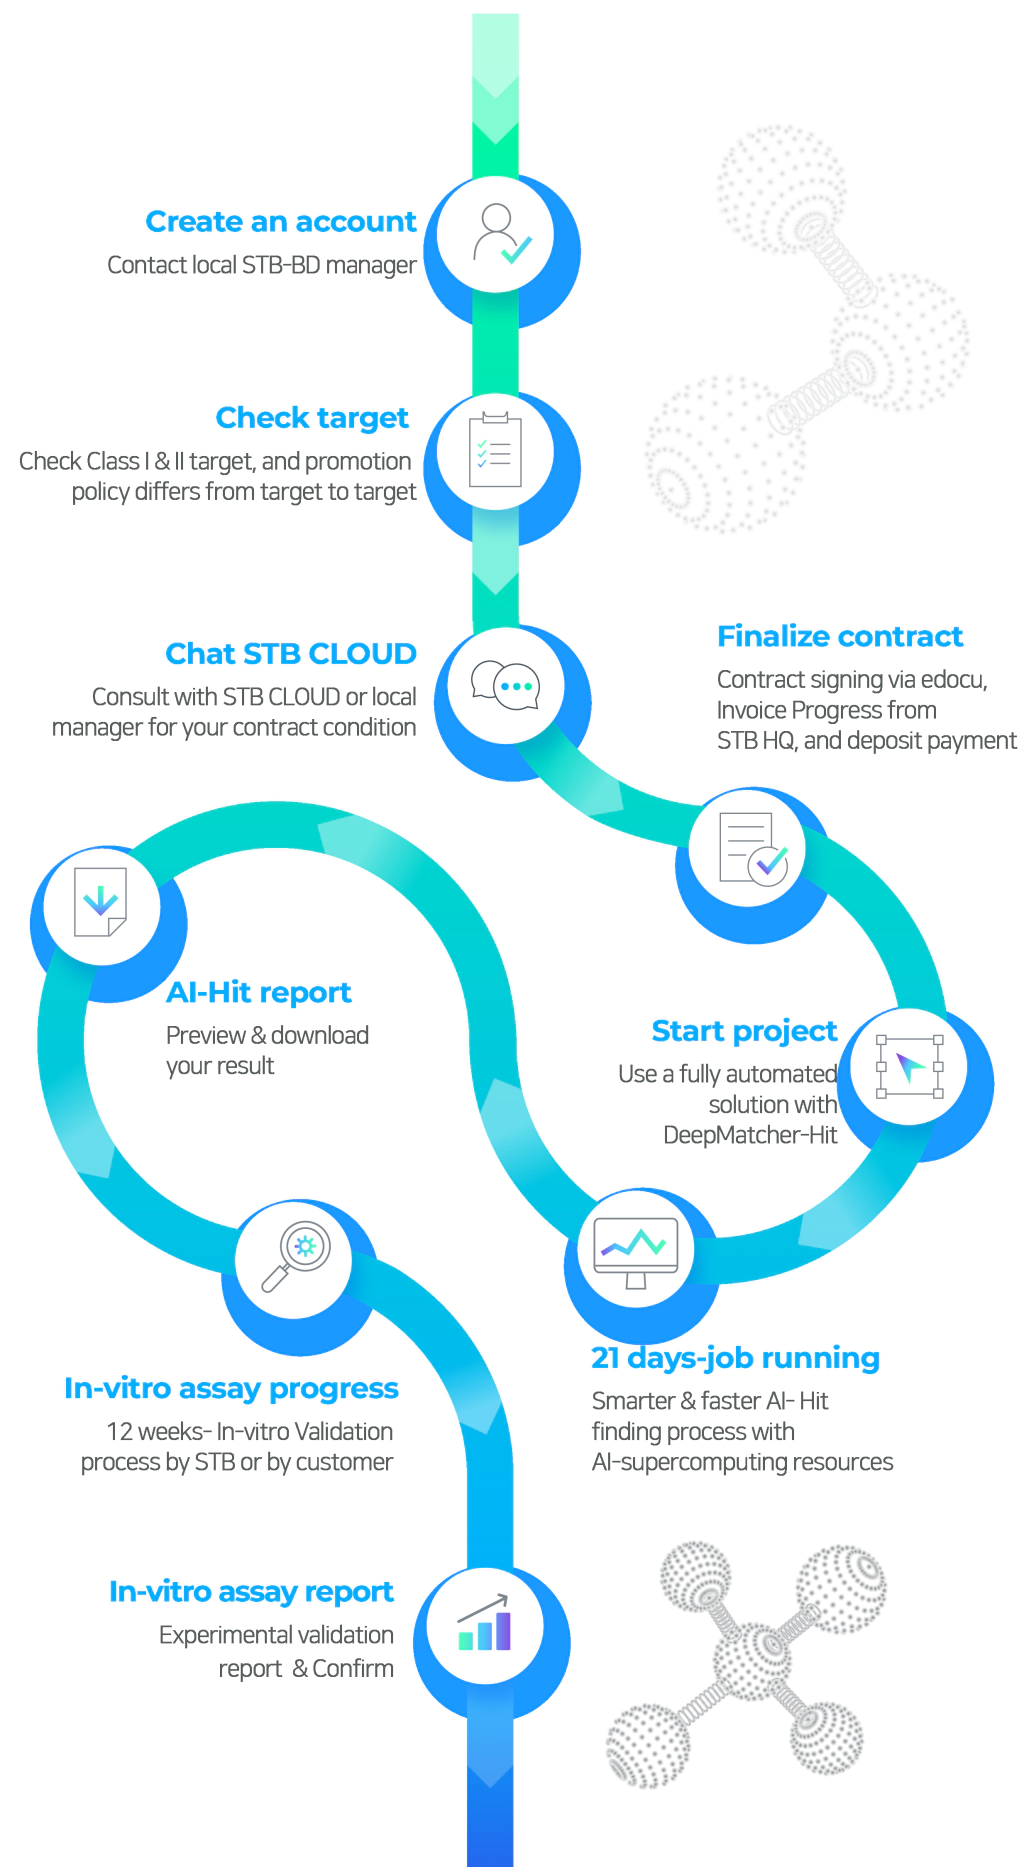 Create an account
Contact local STB-BD manager
Check target
Check Class I & II target, and promotion
policy differs from target to target
Chat STB CLOUD
Consult with STB CLOUD or local
manager for your contract condition
Finalize contract
Contract signing via edocu,
Invoice Progress from
STB HQ, and deposit payment
Start project
Use a fully automated
solution with
DeepMatcher-Hit
21 days-job running
Smarter & faster AI- Hit
finding process with
AI-supercomputing resources
AI-Hit report
Preview & download
your result
In-vitro assay progress
12 weeks- In-vitro Validation
process by STB or by customer
In-vitro assay report
Experimental validation
report & Confirm